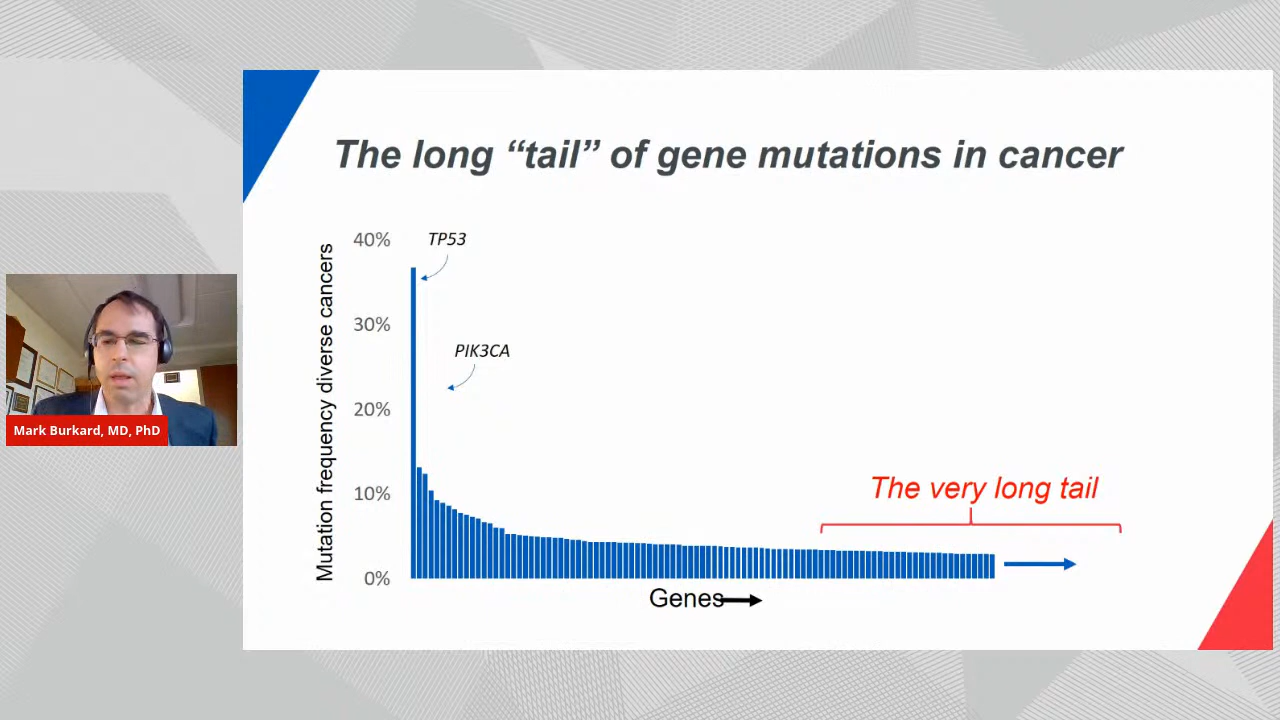 The long “tail” of gene mutations in cancer
Mutation frequency diverse cancers
40%
30%
20%
10%
0%
TP53
PIK3CA
The very long tail
Genes
Mark Burkard, MD, PhD